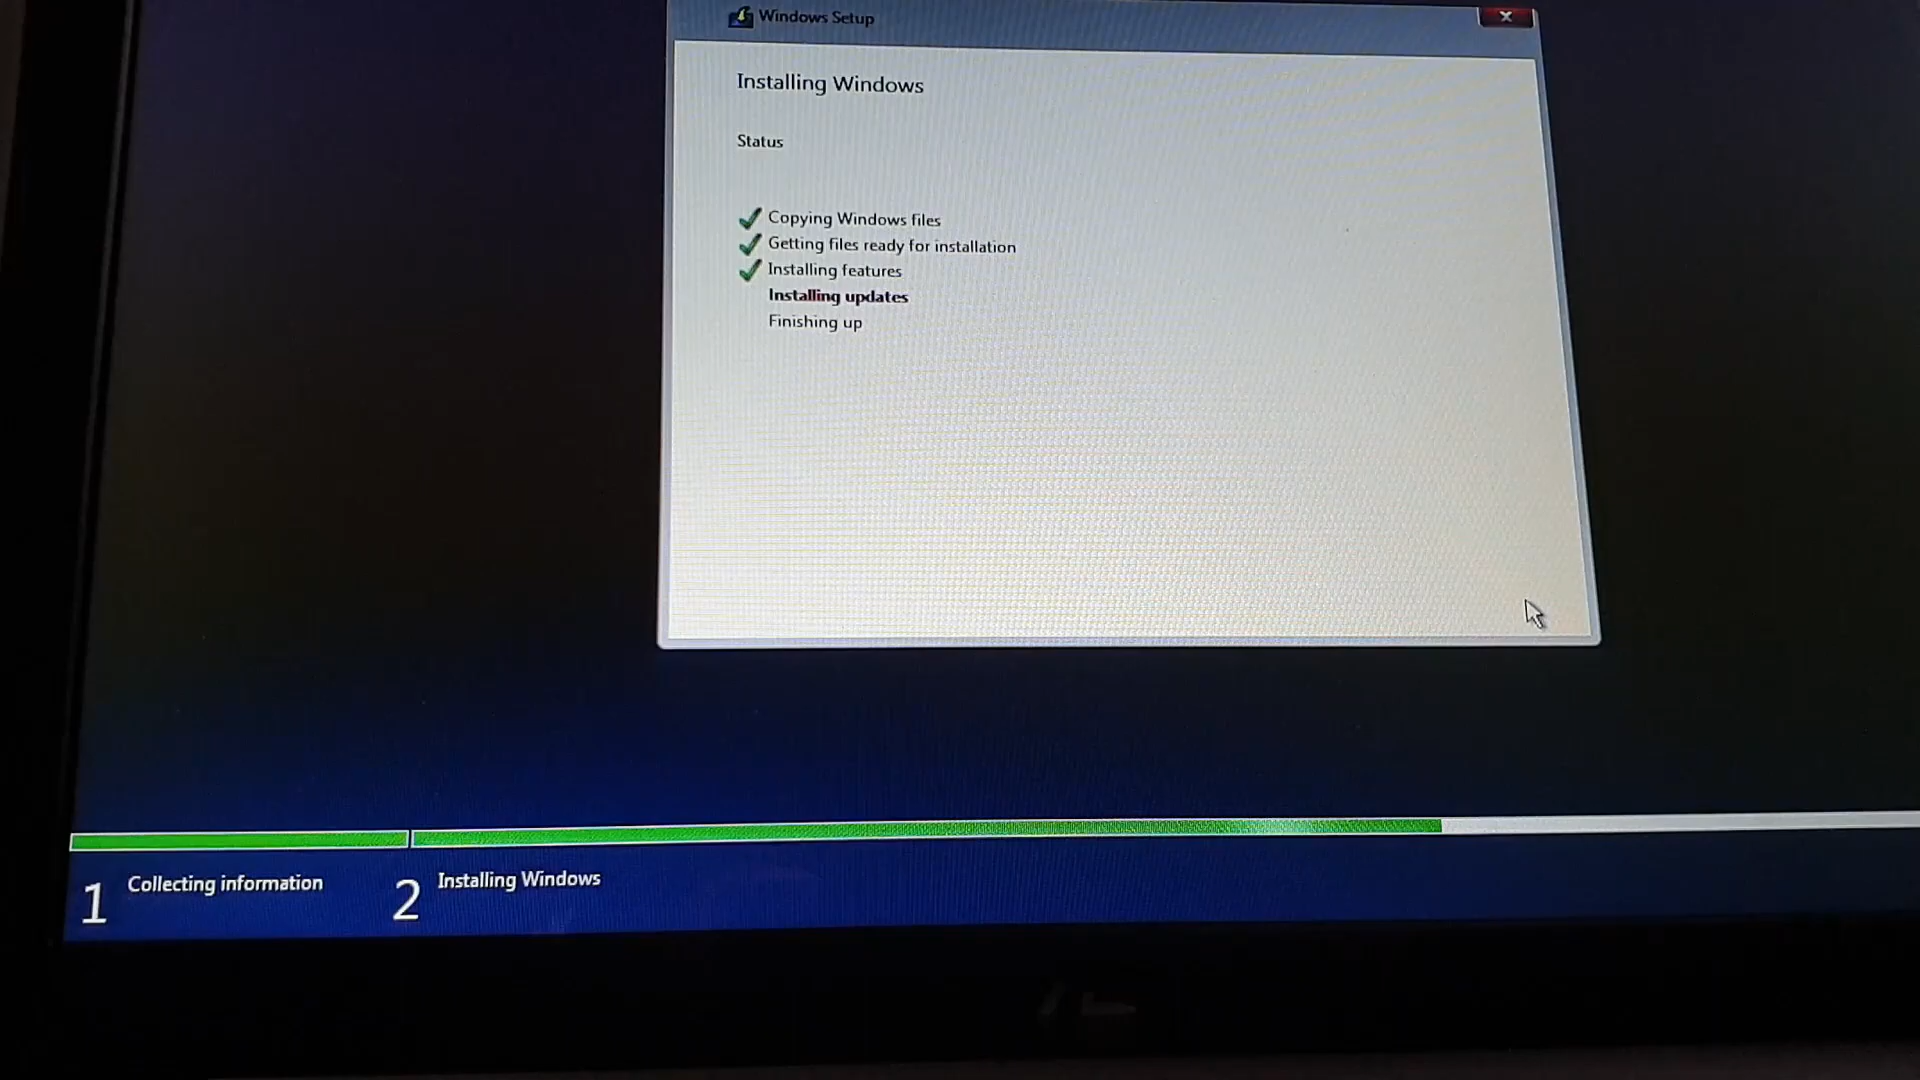 Windows Setup
Installing Windows
Status
Copying Windows files
Getting files ready for installation
Installing features
Installing updates
Finishing up
1 Collecting information
2 Installing Windows